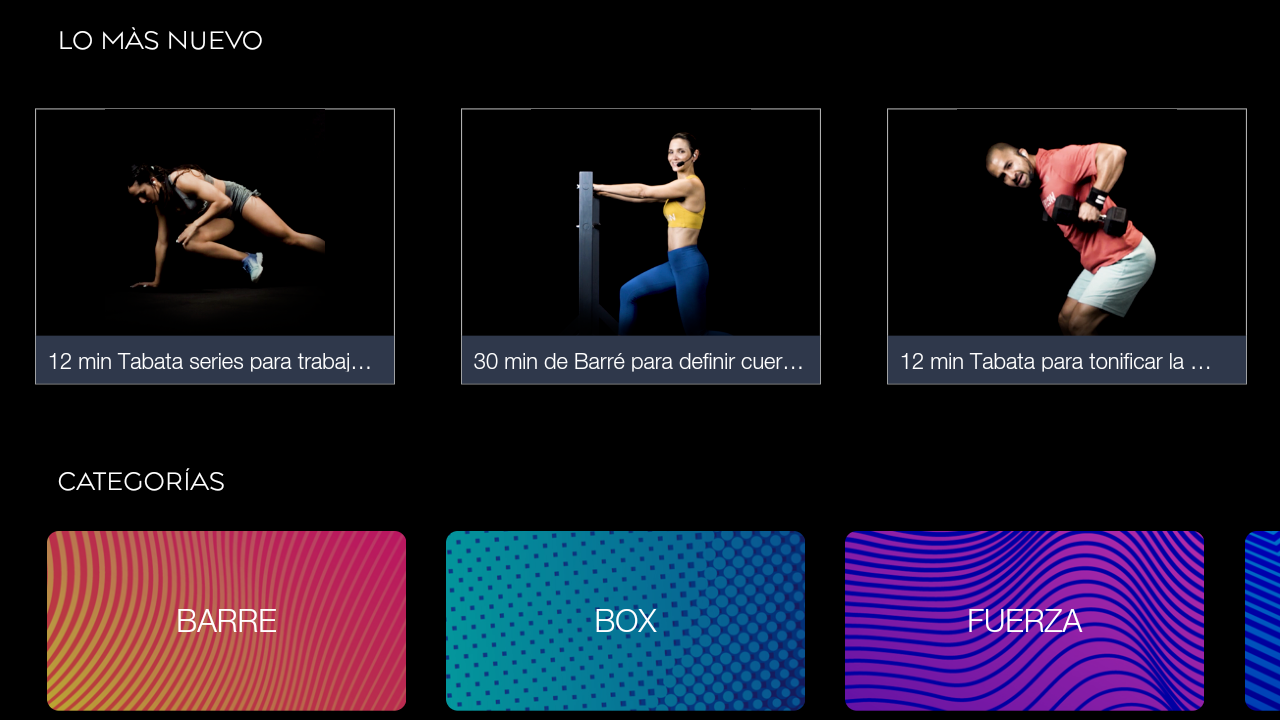 LO MÀS NUEVO
12 min Tabata series para trabaj...
30 min de Barré para definir cuer...
12 min Tabata para tonificar la ...
CATEGORÍAS
BARRE
BOX
FUERZA